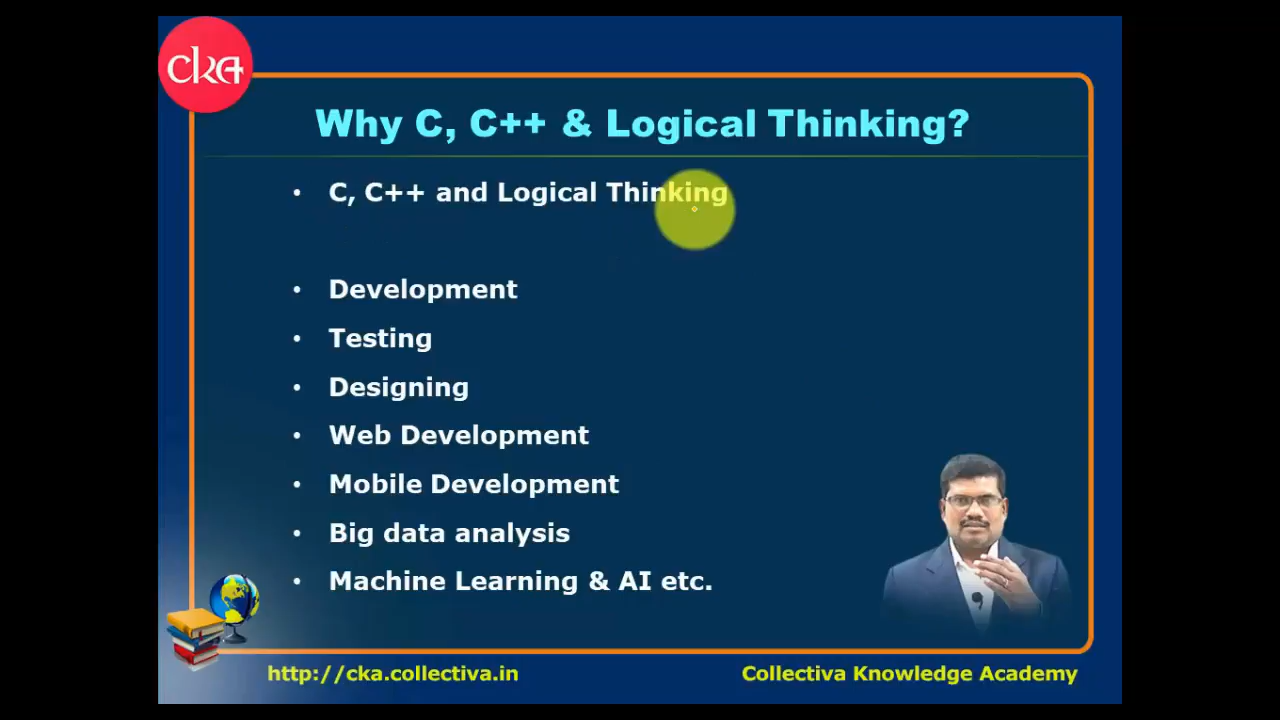 cka
Why C, C++ & Logical Thinking?
• C, C++ and Logical Thinking
• Development
• Testing
• Designing
• Web Development
• Mobile Development
• Big data analysis
• Machine Learning & AI etc.
http://cka.collectiva.in
Collectiva Knowledge Academy